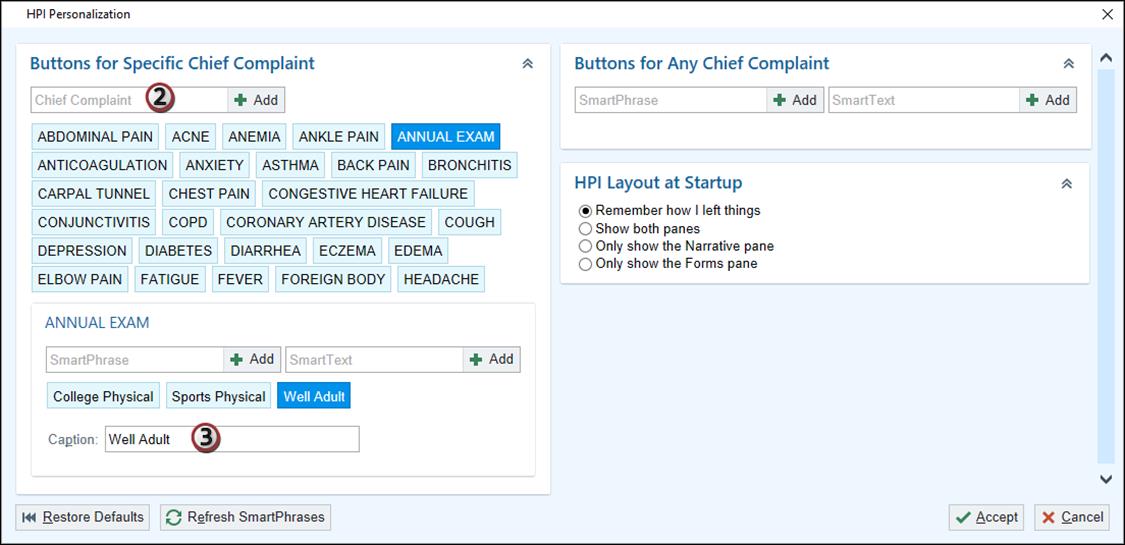 HPI Personalization
Buttons for Specific Chief Complaint
Chief Complaint 2 Add
ABDOMINAL PAIN ACNE ANEMIA ANKLE PAIN ANNUAL EXAM
ANTICOAGULATION ANXIETY ASTHMA BACK PAIN BRONCHITIS
CARPAL TUNNEL CHEST PAIN CONGESTIVE HEART FAILURE
CONJUNCTIVITIS COPD CORONARY ARTERY DISEASE COUGH
DEPRESSION DIABETES DIARRHEA ECZEMA EDEMA
ELBOW PAIN FATIGUE FEVER FOREIGN BODY HEADACHE
ANNUAL EXAM
SmartPhrase Add SmartText Add
College Physical Sports Physical Well Adult
Caption: Well Adult 3
Buttons for Any Chief Complaint
SmartPhrase Add SmartText Add
HPI Layout at Startup
Remember how I left things
Show both panes
Only show the Narrative pane
Only show the Forms pane
Restore Defaults Refresh SmartPhrases Accept Cancel